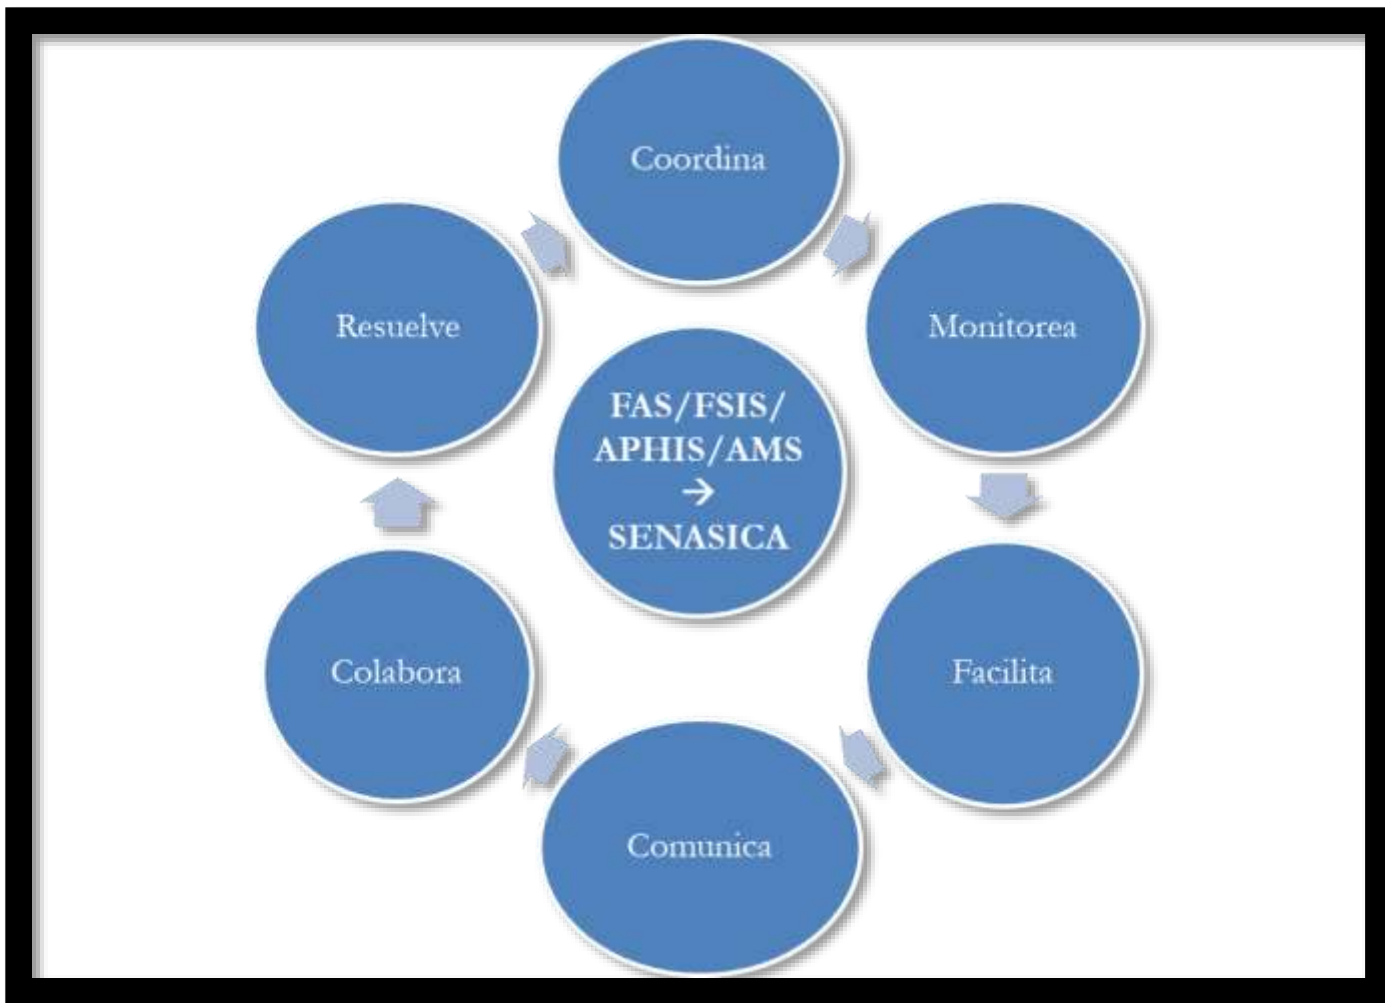 Coordina
Resuelve
Monitorea
FAS/FSIS/
APHIS/AMS
→
SENASICA
Colabora
Facilita
Comunica